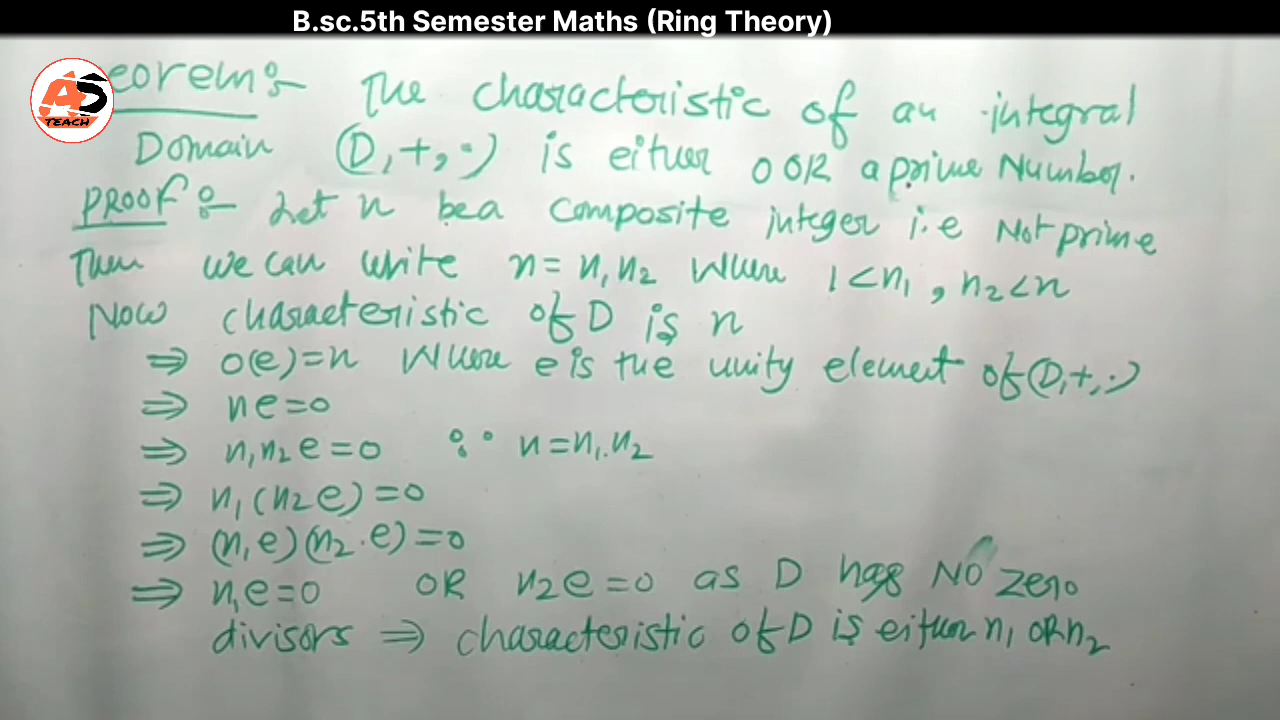 B.sc.5th Semester Maths (Ring Theory)
AS
TEACH
eorem:- The characteristic of an integral
Domain (D,+,·) is either 0 OR a prime Number.
PROOF:- Let n be a composite integer i.e Not prime
Then we can write n = n₁n₂ where 1<n₁, n₂<n
Now characteristic of D is n
⇒ o(e)=n where e is the unity element of (D,+,·)
⇒ ne=0
⇒ n₁n₂e=0 ∵ n=n₁.n₂
⇒ n₁(n₂e)=0
⇒ (n₁e)(n₂.e)=0
⇒ n₁e=0 OR n₂e=0 as D has NO zero
divisors ⇒ characteristic of D is either n₁ OR n₂